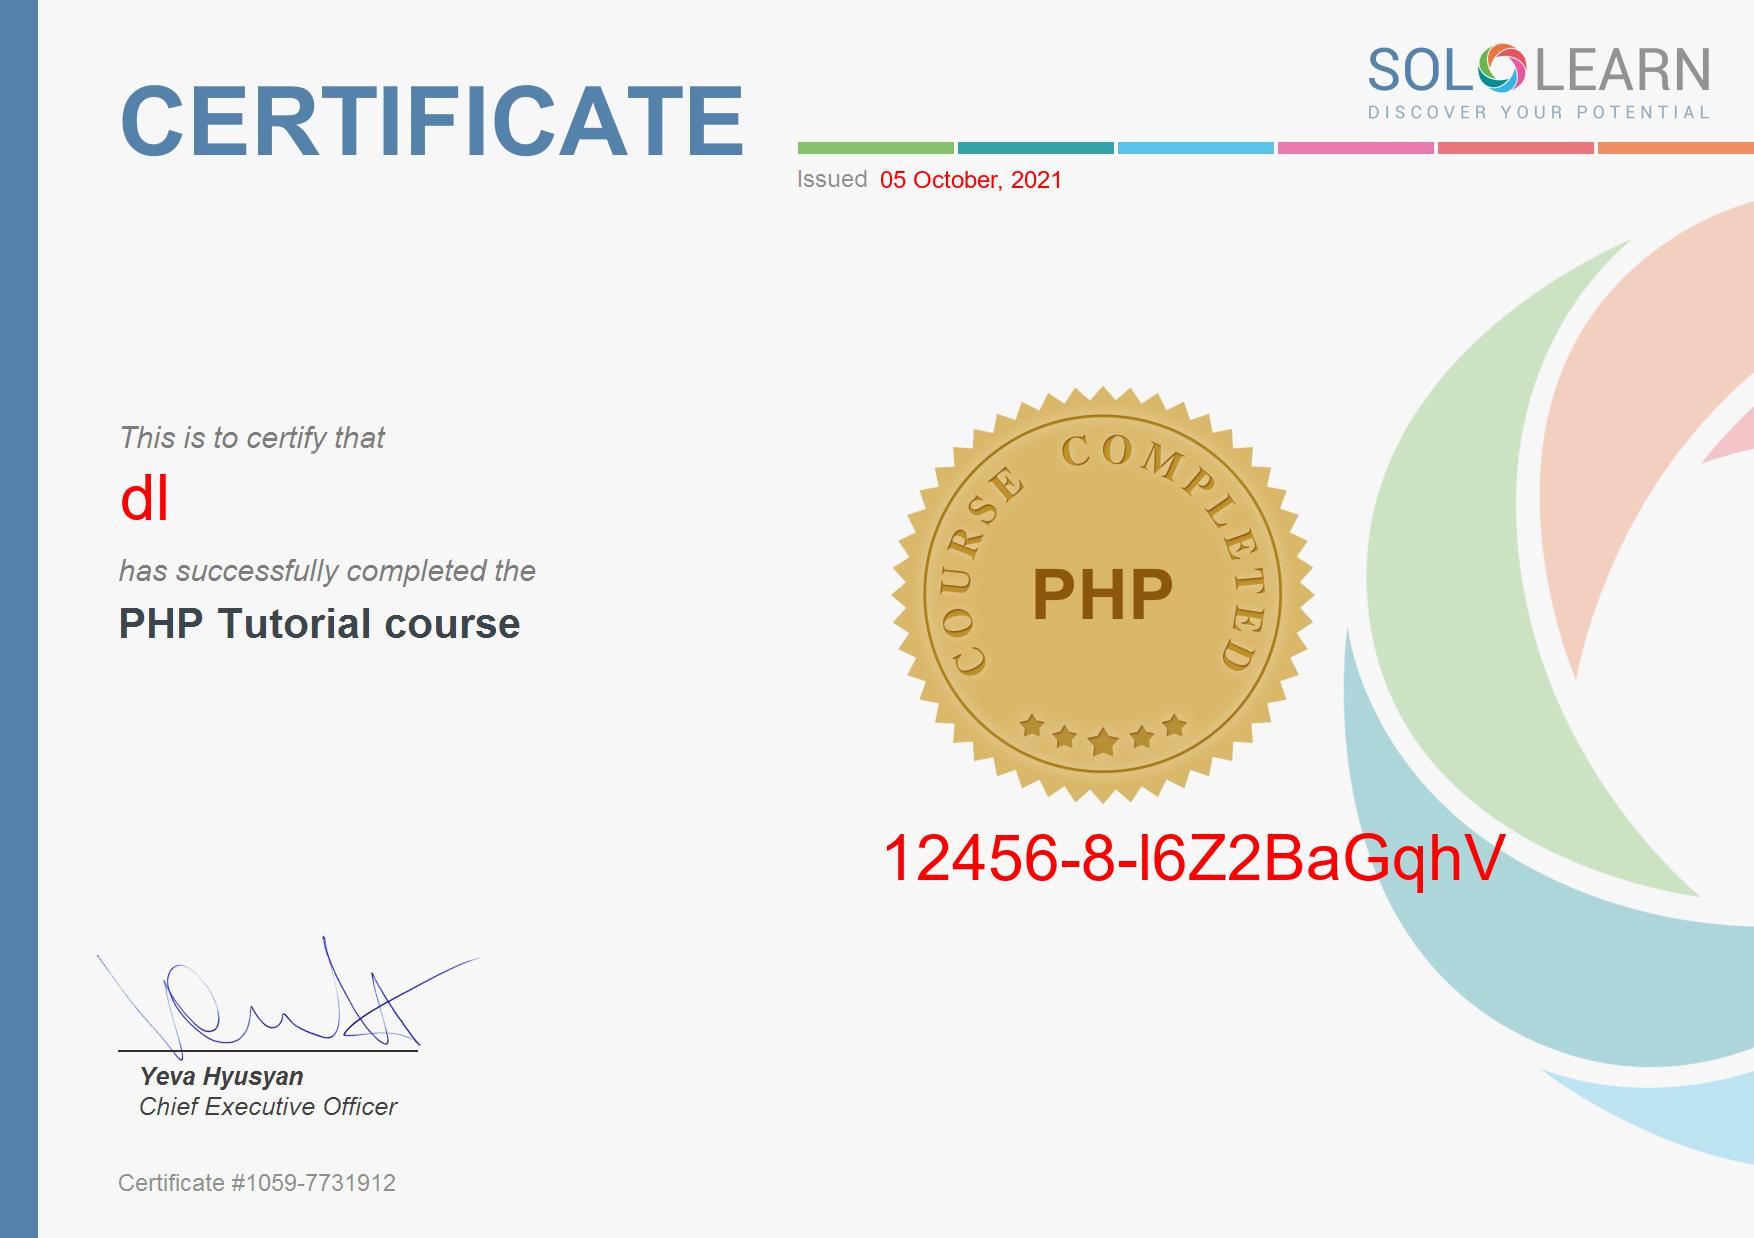 CERTIFICATE
SOLOLEARN
DISCOVER YOUR POTENTIAL
Issued 05 October, 2021
This is to certify that
dl
has successfully completed the
PHP Tutorial course
COURSE COMPLETED
PHP
12456-8-l6Z2BaGqhV
Yeva Hyusyan
Chief Executive Officer
Certificate #1059-7731912